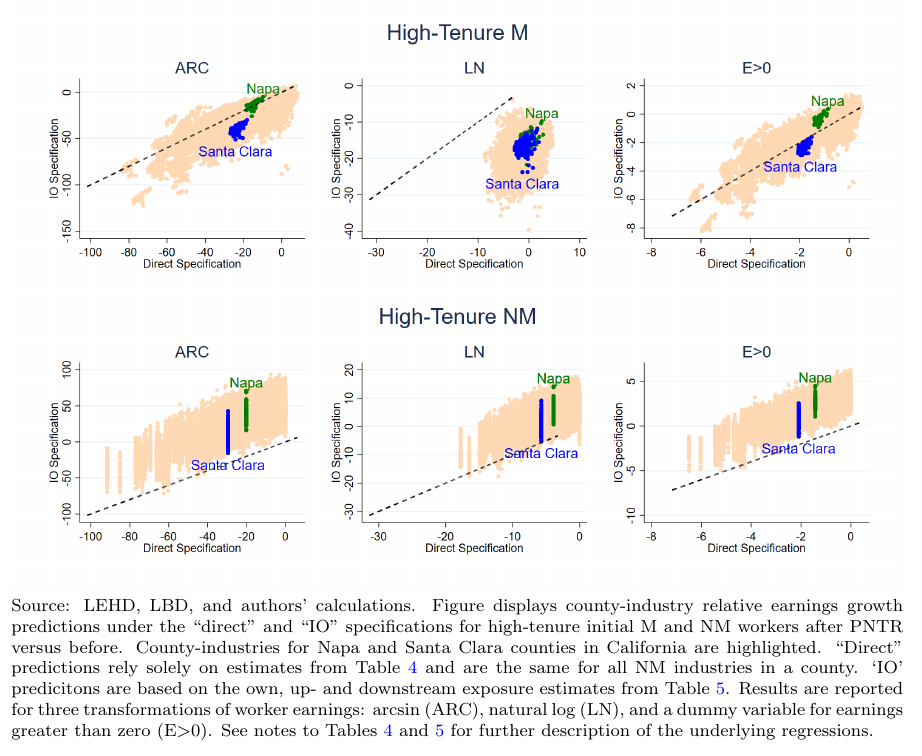 High-Tenure M
ARC
LN
E>0
IO Specification
-150
-100
-50
0
Napa
Santa Clara
-100
-80
-60
-40
-20
0
Direct Specification
IO Specification
-40
-30
-20
-10
0
Napa
Santa Clara
-30
-20
-10
0
10
Direct Specification
IO Specification
-8
-6
-4
-2
0
2
Napa
Santa Clara
-8
-6
-4
-2
0
Direct Specification
High-Tenure NM
ARC
LN
E>0
IO Specification
-100
-50
0
50
100
Napa
Santa Clara
-100
-80
-60
-40
-20
0
Direct Specification
IO Specification
-30
-20
-10
0
10
20
Napa
Santa Clara
-30
-20
-10
0
Direct Specification
IO Specification
-10
-5
0
5
Napa
Santa Clara
-8
-6
-4
-2
0
Direct Specification
Source: LEHD, LBD, and authors’ calculations. Figure displays county-industry relative earnings growth
predictions under the “direct” and “IO” specifications for high-tenure initial M and NM workers after PNTR
versus before. County-industries for Napa and Santa Clara counties in California are highlighted. “Direct”
predictions rely solely on estimates from Table 4 and are the same for all NM industries in a county. ‘IO’
predicitons are based on the own, up- and downstream exposure estimates from Table 5. Results are reported
for three transformations of worker earnings: arcsin (ARC), natural log (LN), and a dummy variable for earnings
greater than zero (E>0). See notes to Tables 4 and 5 for further description of the underlying regressions.